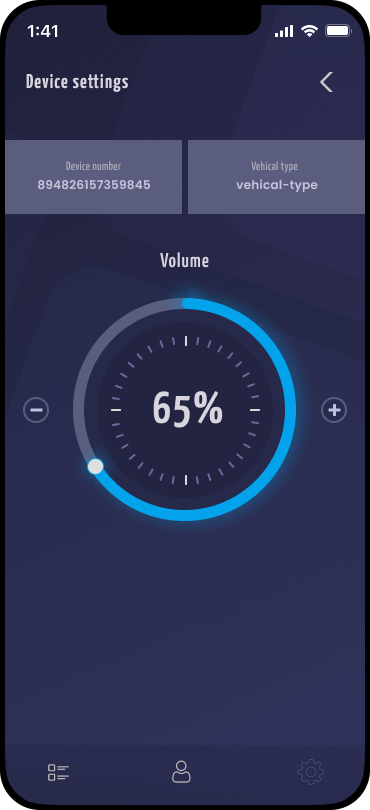 1:41
Device settings
Device number
894826157359845
Vehical type
vehical-type
Volume
65%